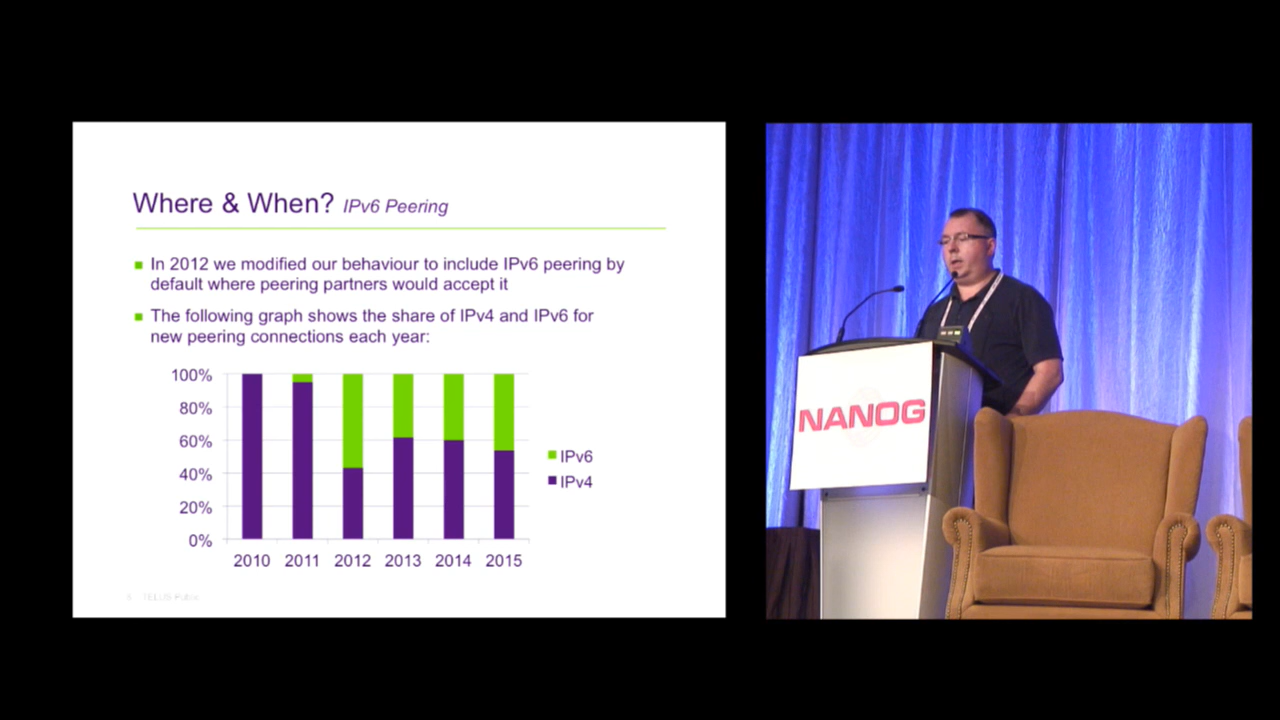 Where & When? IPv6 Peering
In 2012 we modified our behaviour to include IPv6 peering by
default where peering partners would accept it
The following graph shows the share of IPv4 and IPv6 for
new peering connections each year:
100%
80%
60%
40%
20%
0%
IPv6
IPv4
2010 2011 2012 2013 2014 2015
TELUS Public
NANOG